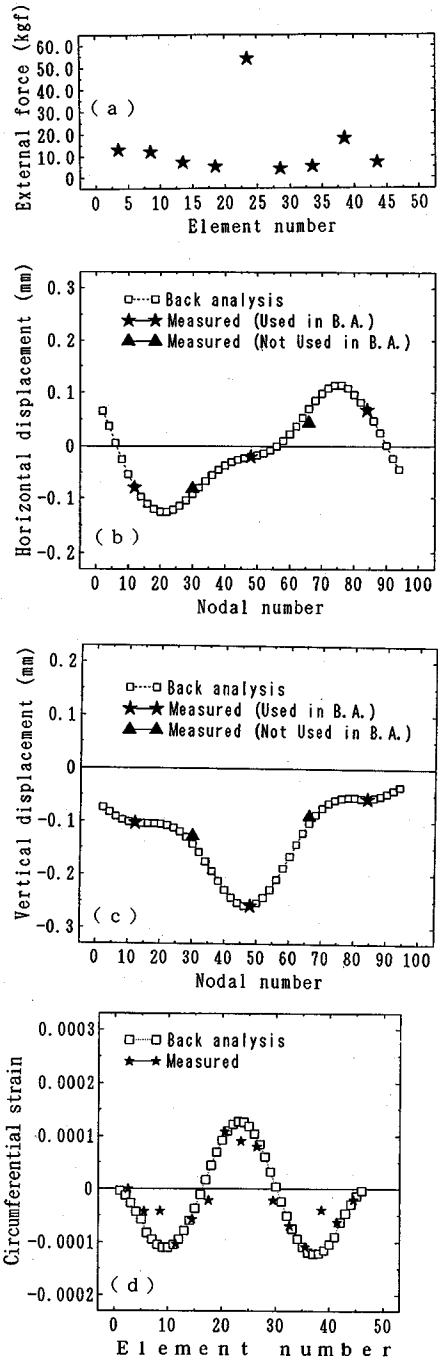 External force (kgf)
60.0
50.0
40.0
30.0
20.0
10.0
0
(a)
0 5 10 15 20 25 30 35 40 45 50
Element number
Horizontal displacement (mm)
0.3
0.2
0.1
0
-0.1
-0.2
Back analysis
Measured (Used in B.A.)
Measured (Not Used in B.A.)
(b)
0 10 20 30 40 50 60 70 80 90 100
Nodal number
Vertical displacement (mm)
0.2
0.1
0
-0.1
-0.2
-0.3
Back analysis
Measured (Used in B.A.)
Measured (Not Used in B.A.)
(c)
0 10 20 30 40 50 60 70 80 90 100
Nodal number
Circumferential strain
0.0003
0.0002
0.0001
0
-0.0001
-0.0002
Back analysis
Measured
(d)
0 10 20 30 40 50
Element number